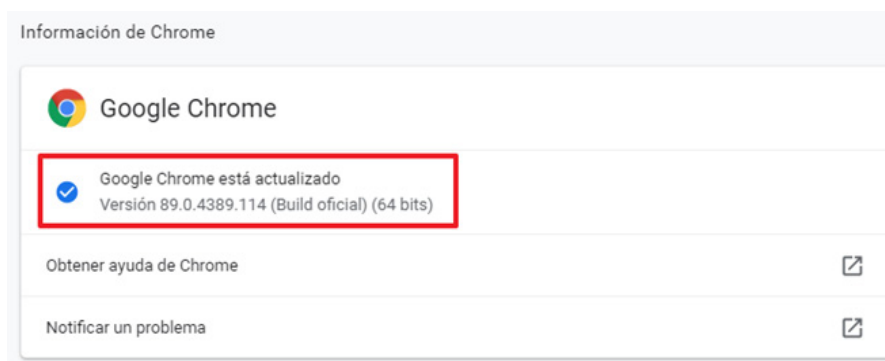 Información de Chrome
Google Chrome
Google Chrome está actualizado
Versión 89.0.4389.114 (Build oficial) (64 bits)
Obtener ayuda de Chrome
Notificar un problema